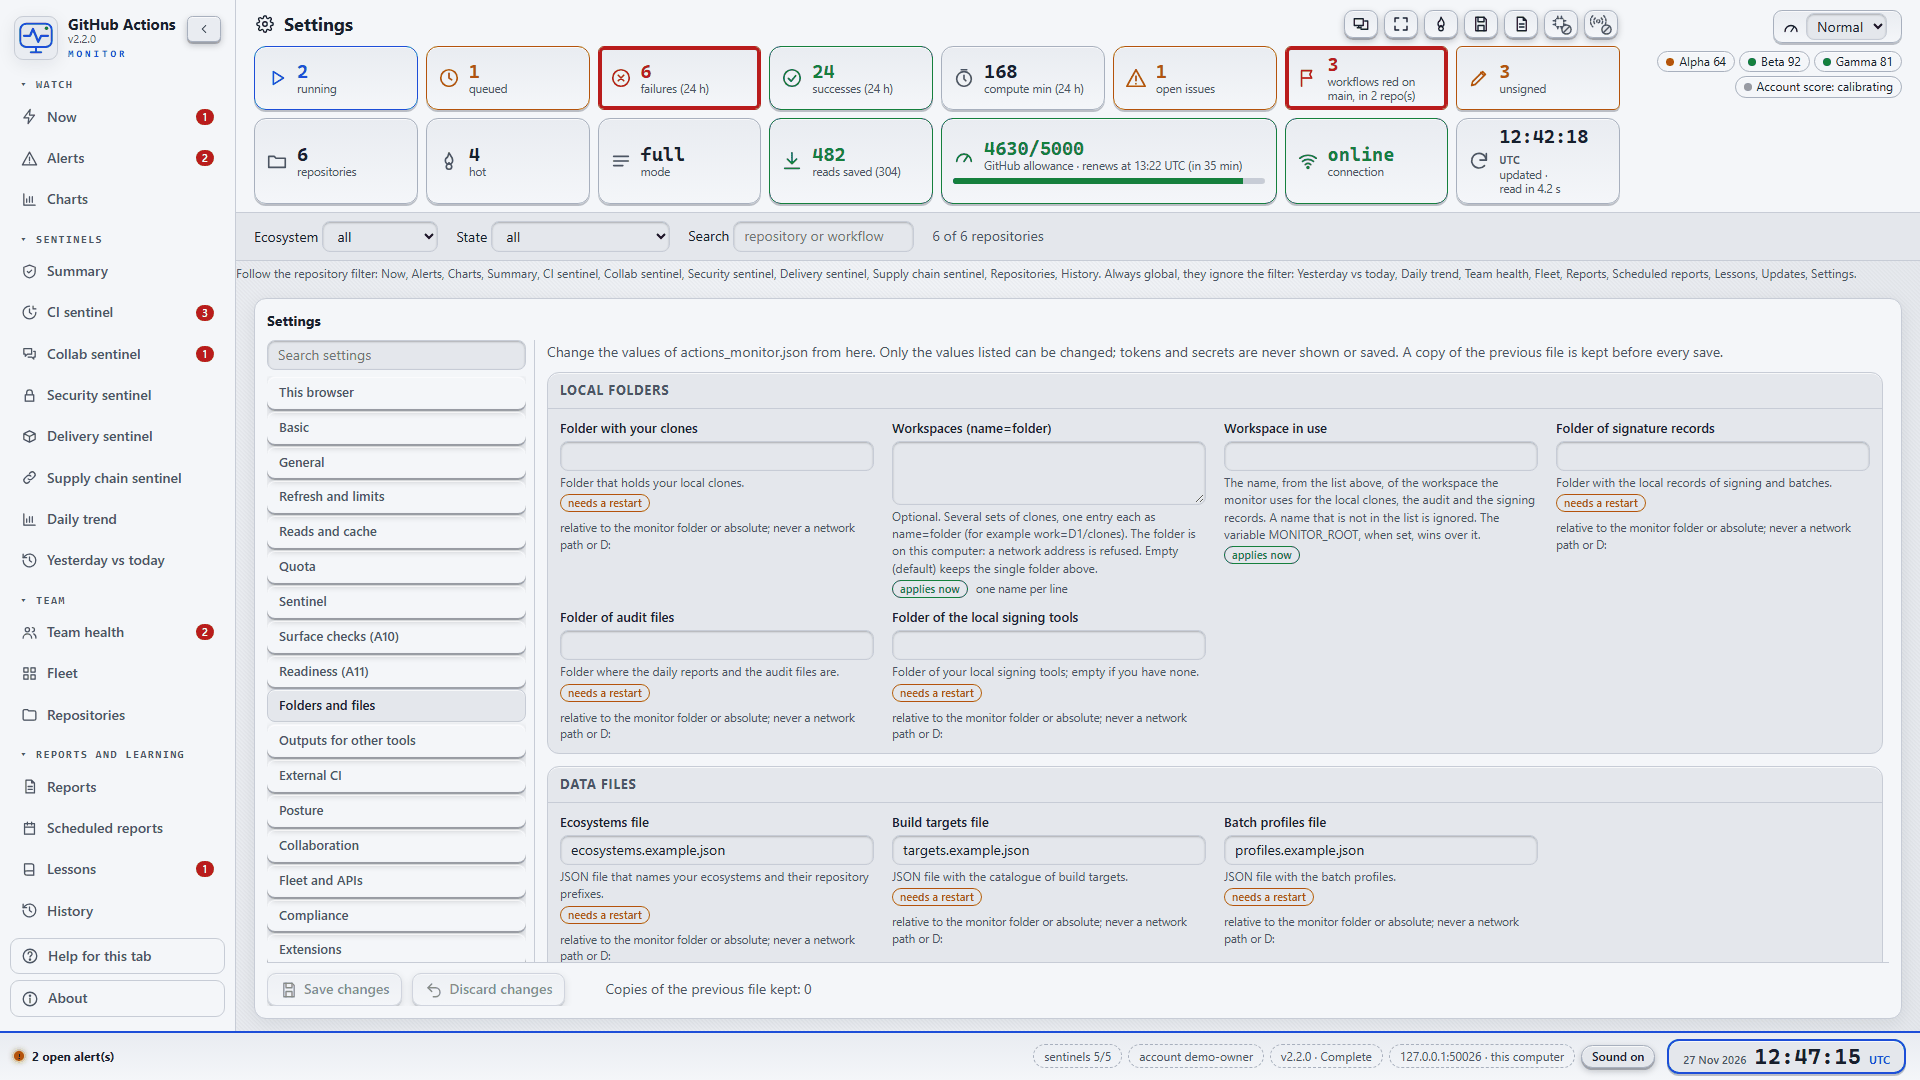 GitHub Actions
v2.2.0
MONITOR
WATCH
Now 1
Alerts 2
Charts
SENTINELS
Summary
CI sentinel 3
Collab sentinel 1
Security sentinel
Delivery sentinel
Supply chain sentinel
Daily trend
Yesterday vs today
TEAM
Team health 2
Fleet
Repositories
REPORTS AND LEARNING
Reports
Scheduled reports
Lessons 1
History
Help for this tab
About
Settings
Normal
Alpha 64
Beta 92
Gamma 81
Account score: calibrating
2
running
1
queued
6
failures (24 h)
24
successes (24 h)
168
compute min (24 h)
1
open issues
3
workflows red on
main, in 2 repo(s)
3
unsigned
6
repositories
4
hot
full
mode
482
reads saved (304)
4630/5000
GitHub allowance · renews at 13:22 UTC (in 35 min)
online
connection
12:42:18
UTC
updated ·
read in 4.2 s
Ecosystem all
State all
Search repository or workflow
6 of 6 repositories
Follow the repository filter: Now, Alerts, Charts, Summary, CI sentinel, Collab sentinel, Security sentinel, Delivery sentinel, Supply chain sentinel, Repositories, History. Always global, they ignore the filter: Yesterday vs today, Daily trend, Team health, Fleet, Reports, Scheduled reports, Lessons, Updates, Settings.
Settings
Search settings
This browser
Basic
General
Refresh and limits
Reads and cache
Quota
Sentinel
Surface checks (A10)
Readiness (A11)
Folders and files
Outputs for other tools
External CI
Posture
Collaboration
Fleet and APIs
Compliance
Extensions
Change the values of actions_monitor.json from here. Only the values listed can be changed; tokens and secrets are never shown or saved. A copy of the previous file is kept before every save.
LOCAL FOLDERS
Folder with your clones
Folder that holds your local clones.
needs a restart
relative to the monitor folder or absolute; never a network
path or D:
Workspaces (name=folder)
Optional. Several sets of clones, one entry each as
name=folder (for example work=D1/clones). The folder is
on this computer: a network address is refused. Empty
(default) keeps the single folder above.
applies now one name per line
Workspace in use
The name, from the list above, of the workspace the
monitor uses for the local clones, the audit and the signing
records. A name that is not in the list is ignored. The
variable MONITOR_ROOT, when set, wins over it.
applies now
Folder of signature records
Folder with the local records of signing and batches.
needs a restart
relative to the monitor folder or absolute; never a network
path or D:
Folder of audit files
Folder where the daily reports and the audit files are.
needs a restart
relative to the monitor folder or absolute; never a network
path or D:
Folder of the local signing tools
Folder of your local signing tools; empty if you have none.
needs a restart
relative to the monitor folder or absolute; never a network
path or D:
DATA FILES
Ecosystems file
ecosystems.example.json
JSON file that names your ecosystems and their repository
prefixes.
needs a restart
relative to the monitor folder or absolute; never a network
path or D:
Build targets file
targets.example.json
JSON file with the catalogue of build targets.
needs a restart
relative to the monitor folder or absolute; never a network
path or D:
Batch profiles file
profiles.example.json
JSON file with the batch profiles.
needs a restart
relative to the monitor folder or absolute; never a network
path or D:
Save changes
Discard changes
Copies of the previous file kept: 0
2 open alert(s)
sentinels 5/5
account demo-owner
v2.2.0 · Complete
127.0.0.1:50026 · this computer
Sound on
27 Nov 2026 12:47:15 UTC